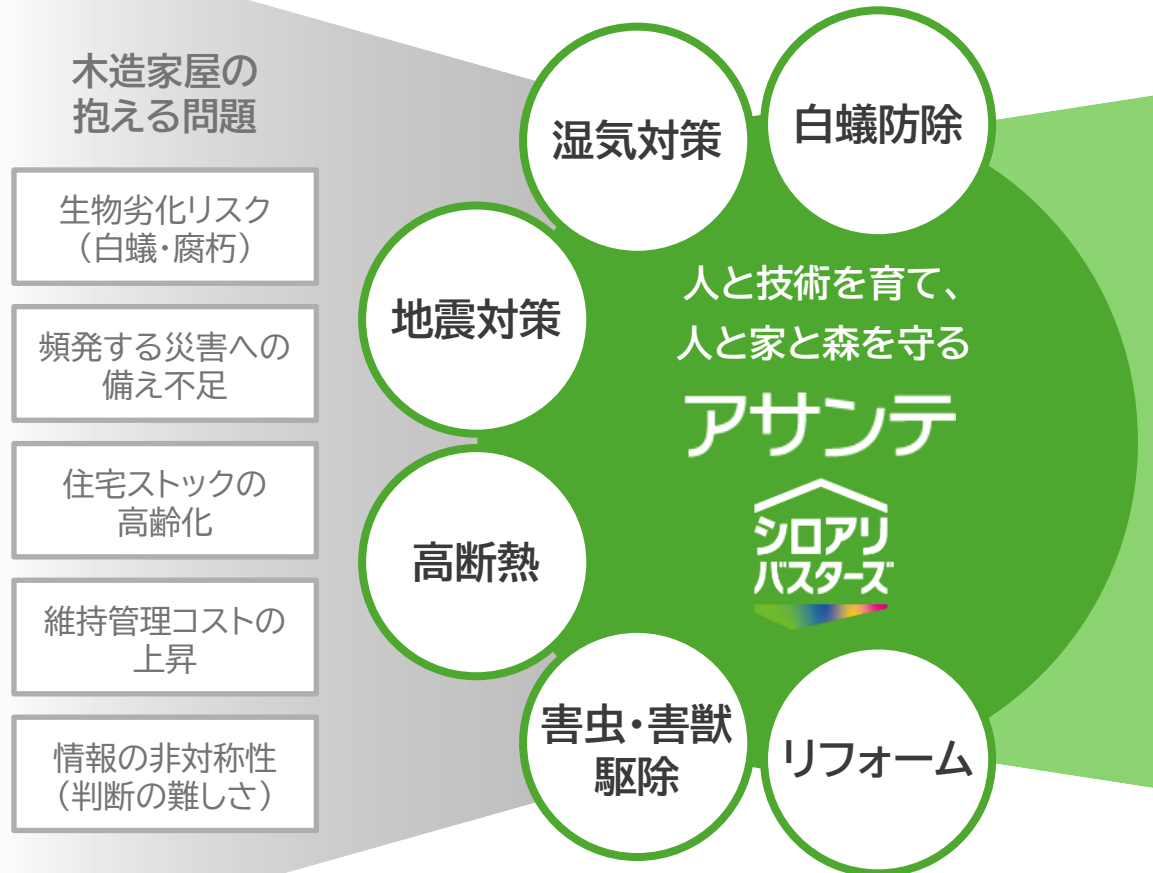 木造家屋の
抱える問題
生物劣化リスク
（白蟻・腐朽）
頻発する災害への
備え不足
住宅ストックの
高齢化
維持管理コストの
上昇
情報の非対称性
（判断の難しさ）
湿気対策
白蟻防除
地震対策
高断熱
害虫・害獣
駆除
リフォーム
人と技術を育て、
人と家と森を守る
アサンテ
シロアリ
バスターズ